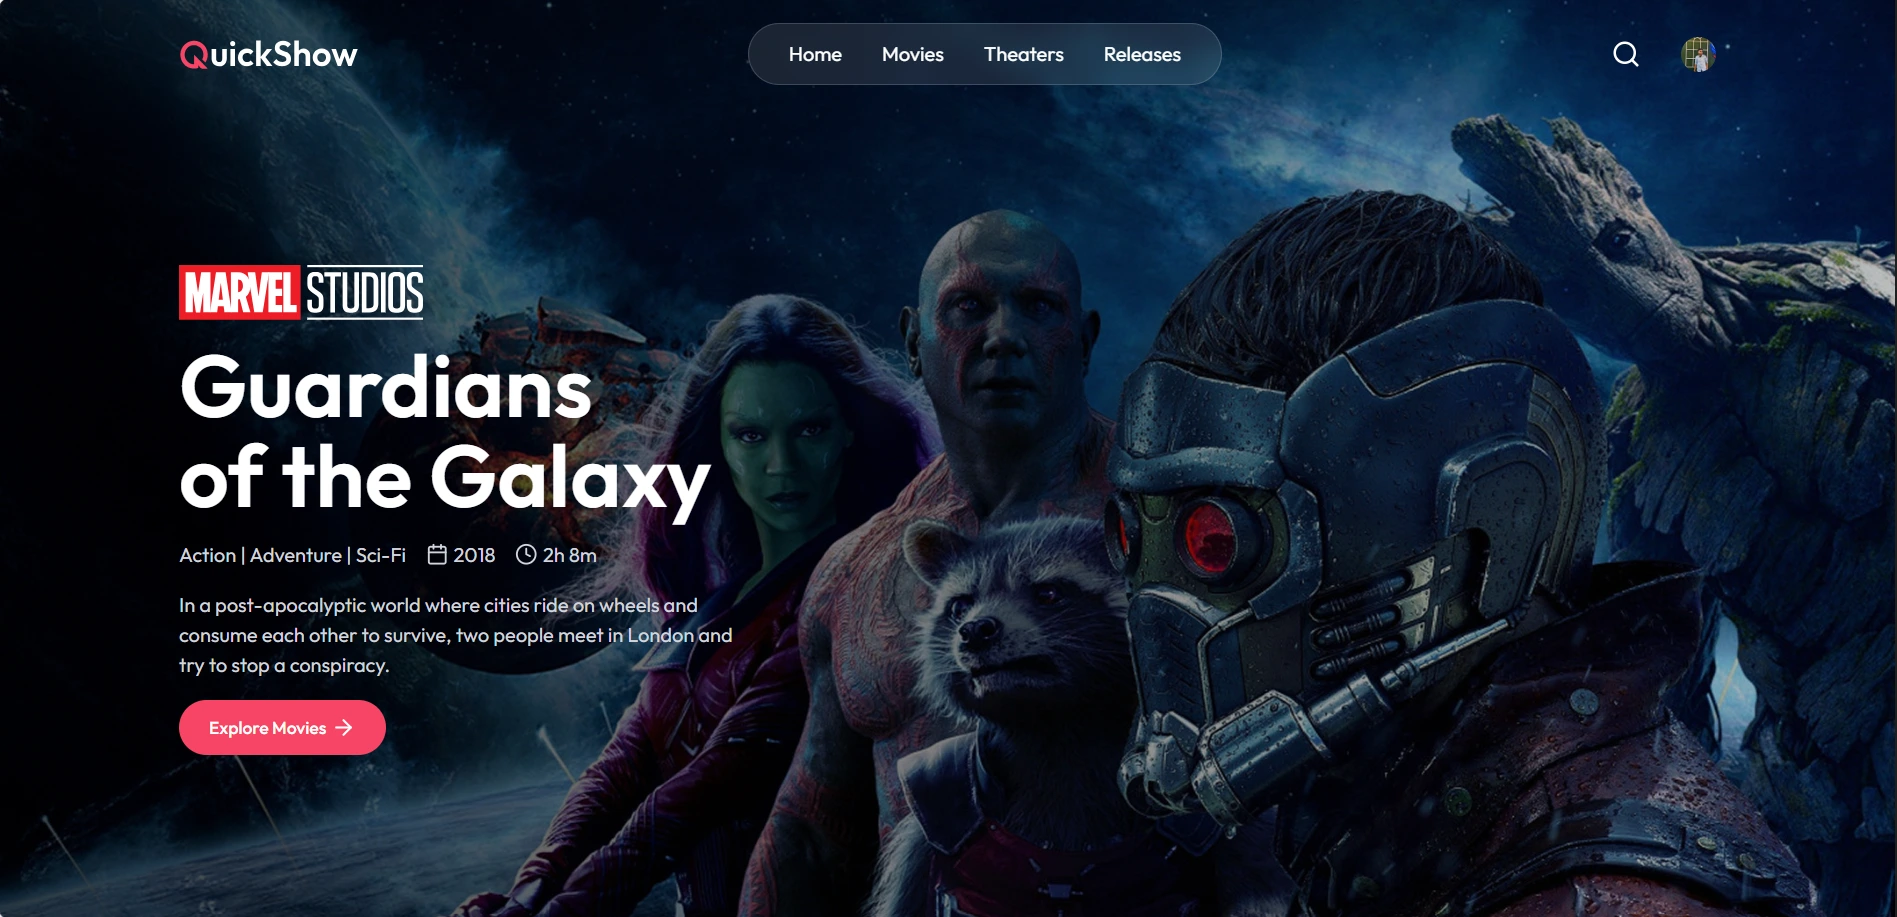 QuickShow
Home Movies Theaters Releases
MARVEL STUDIOS
Guardians
of the Galaxy
Action | Adventure | Sci-Fi 2018 2h 8m
In a post-apocalyptic world where cities ride on wheels and
consume each other to survive, two people meet in London and
try to stop a conspiracy.
Explore Movies →